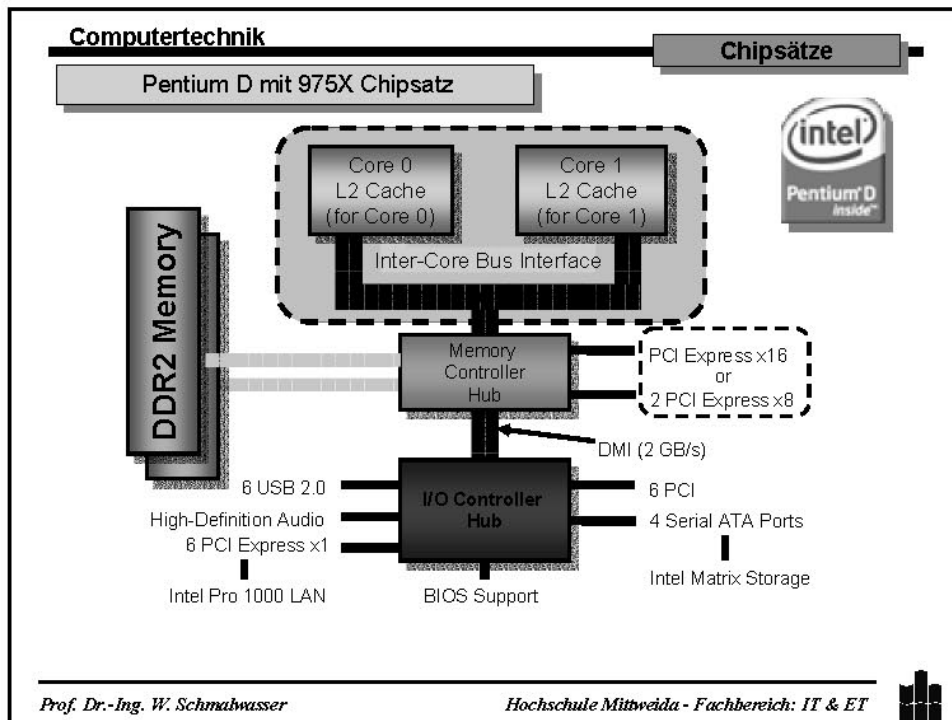 Computertechnik
Chipsätze
Pentium D mit 975X Chipsatz
intel
Pentium® D
inside™
Core 0
L2 Cache
(for Core 0)
Core 1
L2 Cache
(for Core 1)
Inter-Core Bus Interface
DDR2 Memory
Memory
Controller
Hub
PCI Express x16
or
2 PCI Express x8
DMI (2 GB/s)
6 USB 2.0
High-Definition Audio
6 PCI Express x1
Intel Pro 1000 LAN
I/O Controller
Hub
BIOS Support
6 PCI
4 Serial ATA Ports
Intel Matrix Storage
Prof. Dr.-Ing. W. Schmalwasser
Hochschule Mittweida - Fachbereich: IT & ET